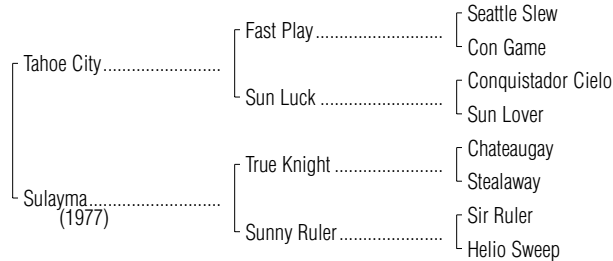 Seattle Slew
Fast Play
Con Game
Tahoe City
Conquistador Cielo
Sun Luck
Sun Lover
Chateaugay
True Knight
Stealaway
Sulayma
(1977)
Sir Ruler
Sunny Ruler
Helio Sweep